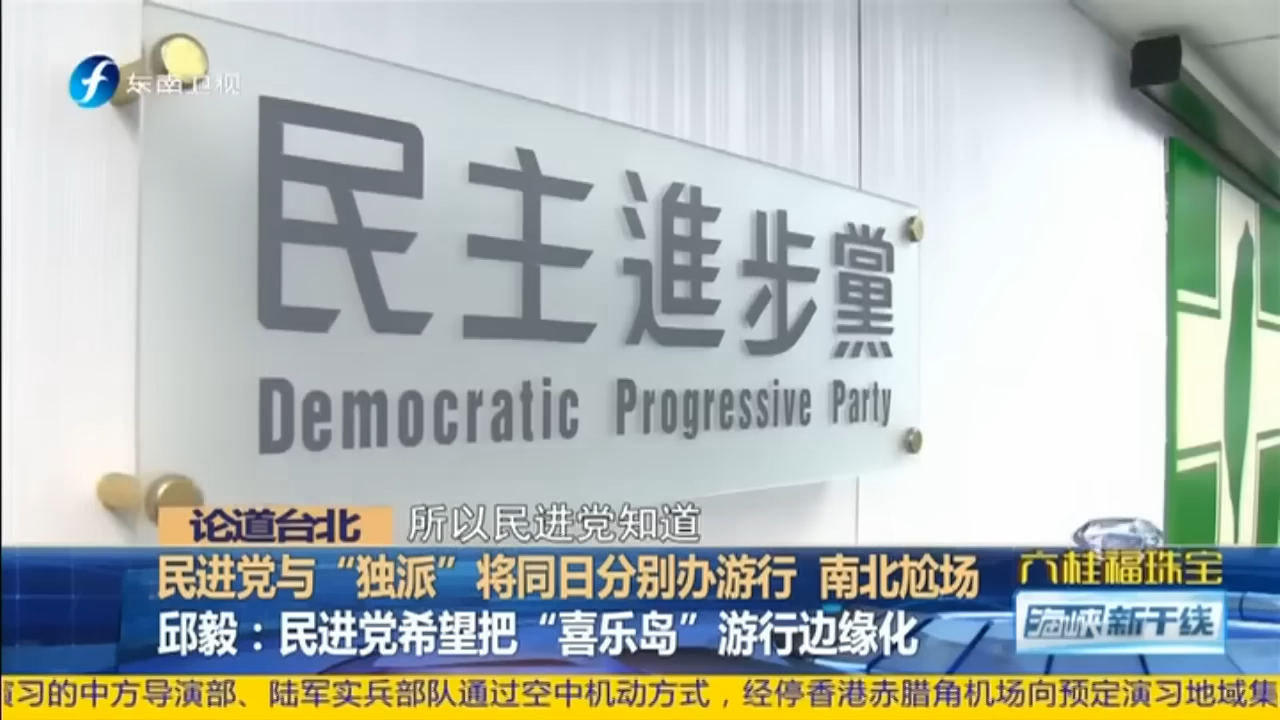 东南卫视
民主進步黨
Democratic Progressive Party
论道台北
所以民进党知道
民进党与“独派”将同日分别办游行 南北尬场
邱毅：民进党希望把“喜乐岛”游行边缘化
六桂福珠宝
海峡新干线
演习的中方导演部、陆军实兵部队通过空中机动方式，经停香港赤腊角机场向预定演习地域集